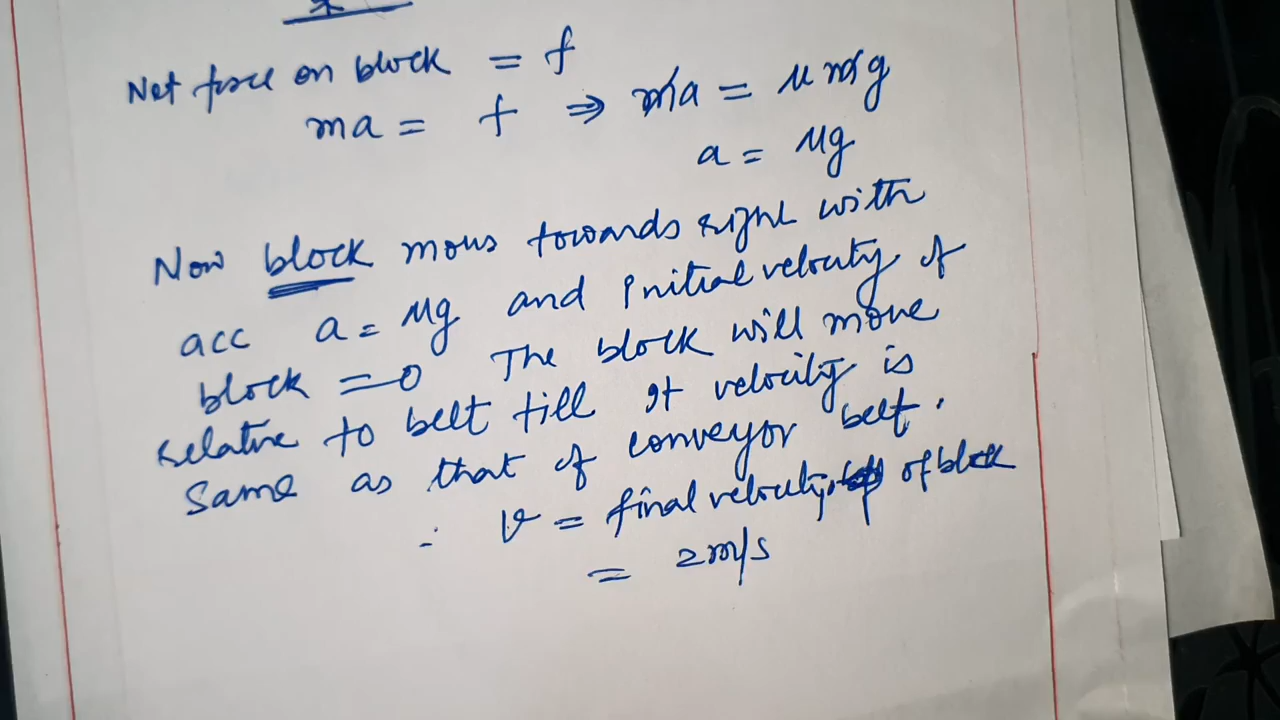 Net force on block = f
ma = f ⇒ ma = μmg
a = μg
Now block moves towards right with
acc a = μg and initial velocity of
block = 0 The block will move
relative to belt till it velocity is
same as that of conveyor belt.
∴ v = final velocity of block
= 2m/s